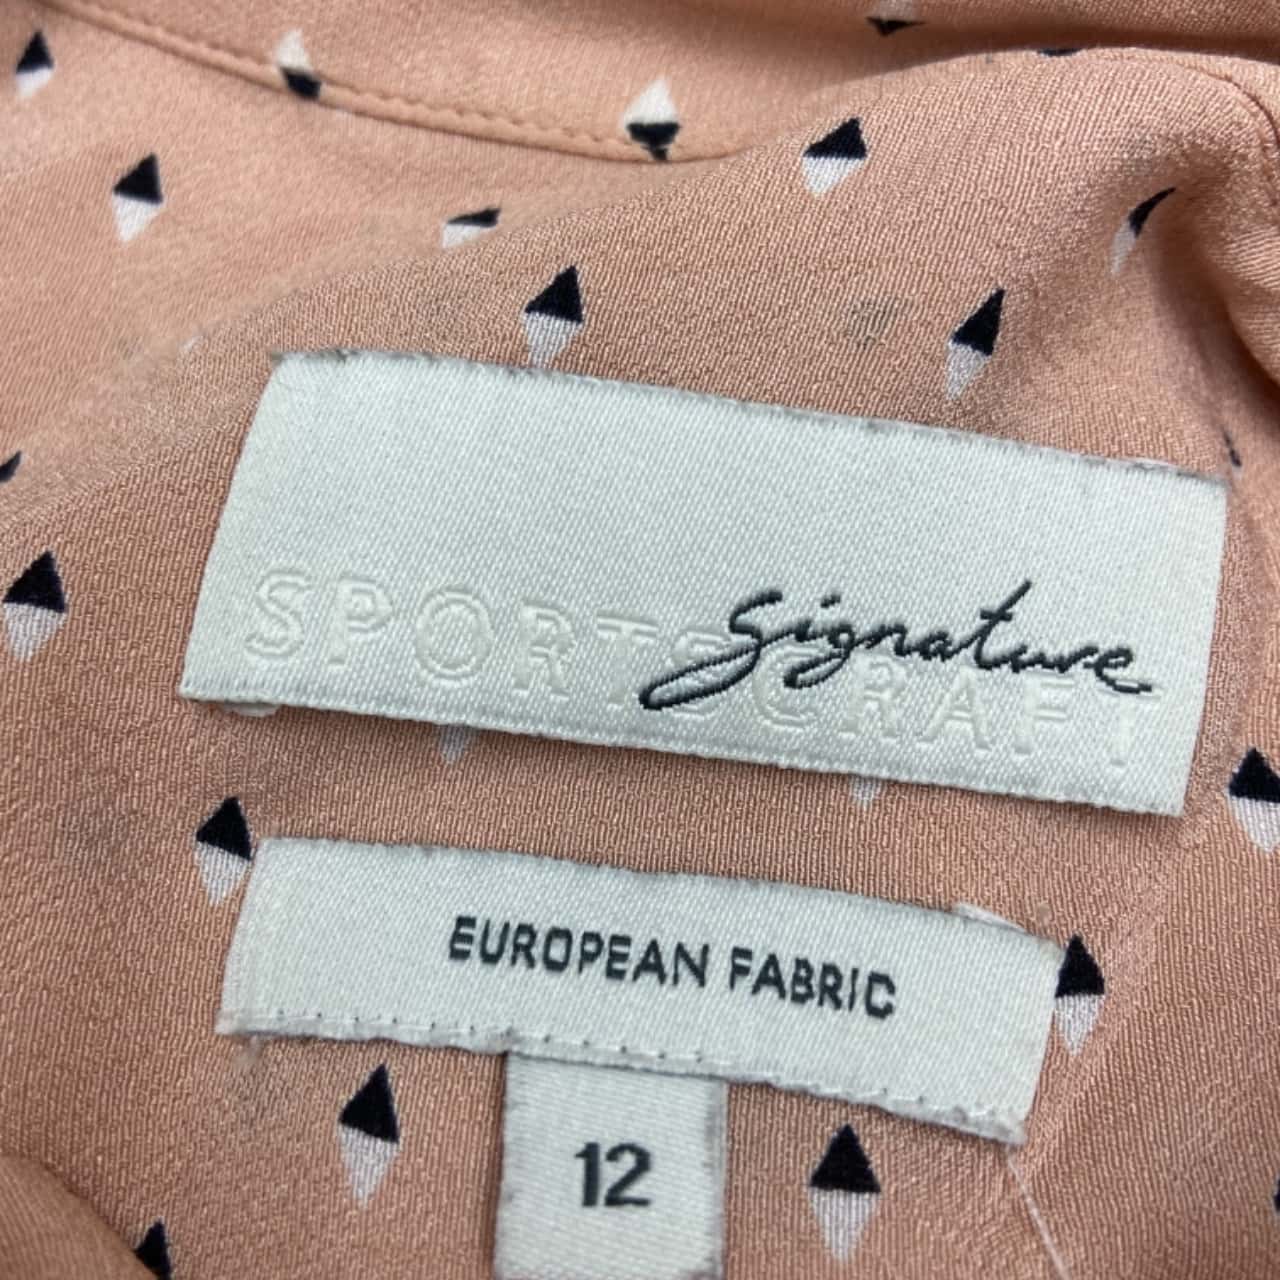 SPORTSCRAFT
signature
EUROPEAN FABRIC
12